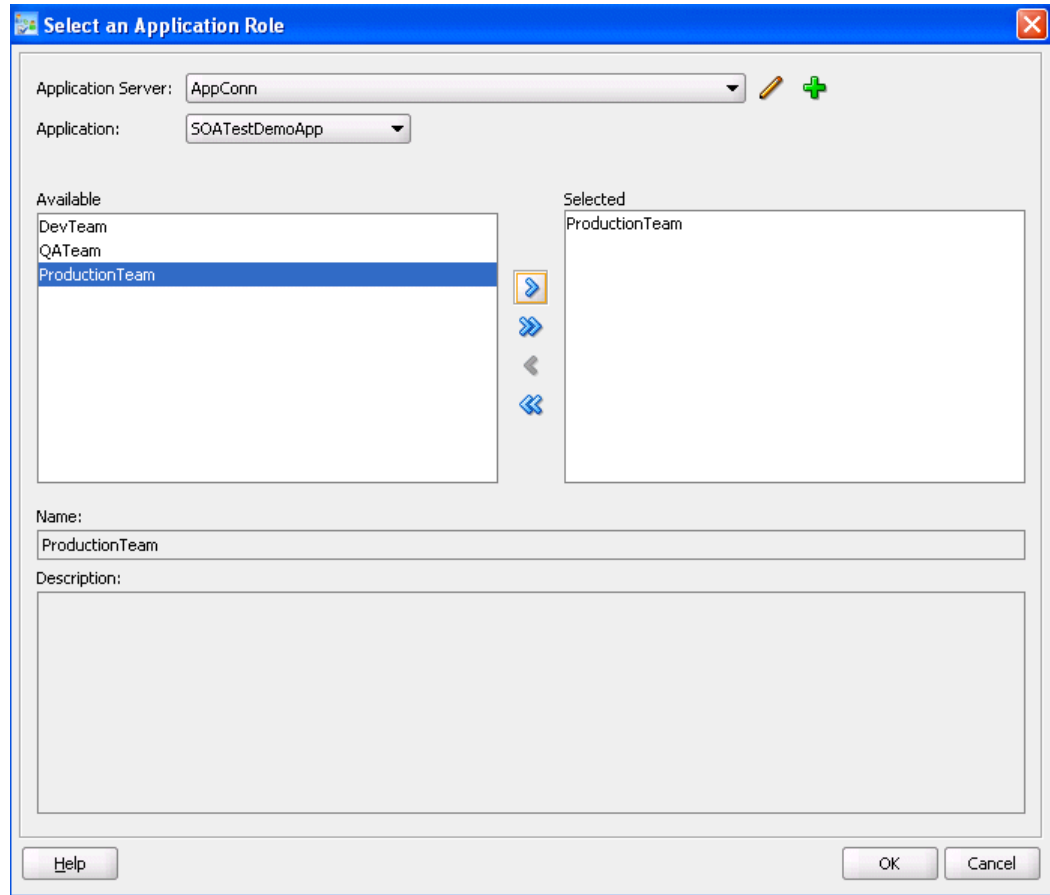 Select an Application Role
Application Server: AppConn
Application: SOATestDemoApp
Available
DevTeam
QATeam
ProductionTeam
Selected
ProductionTeam
Name:
ProductionTeam
Description:
Help OK Cancel